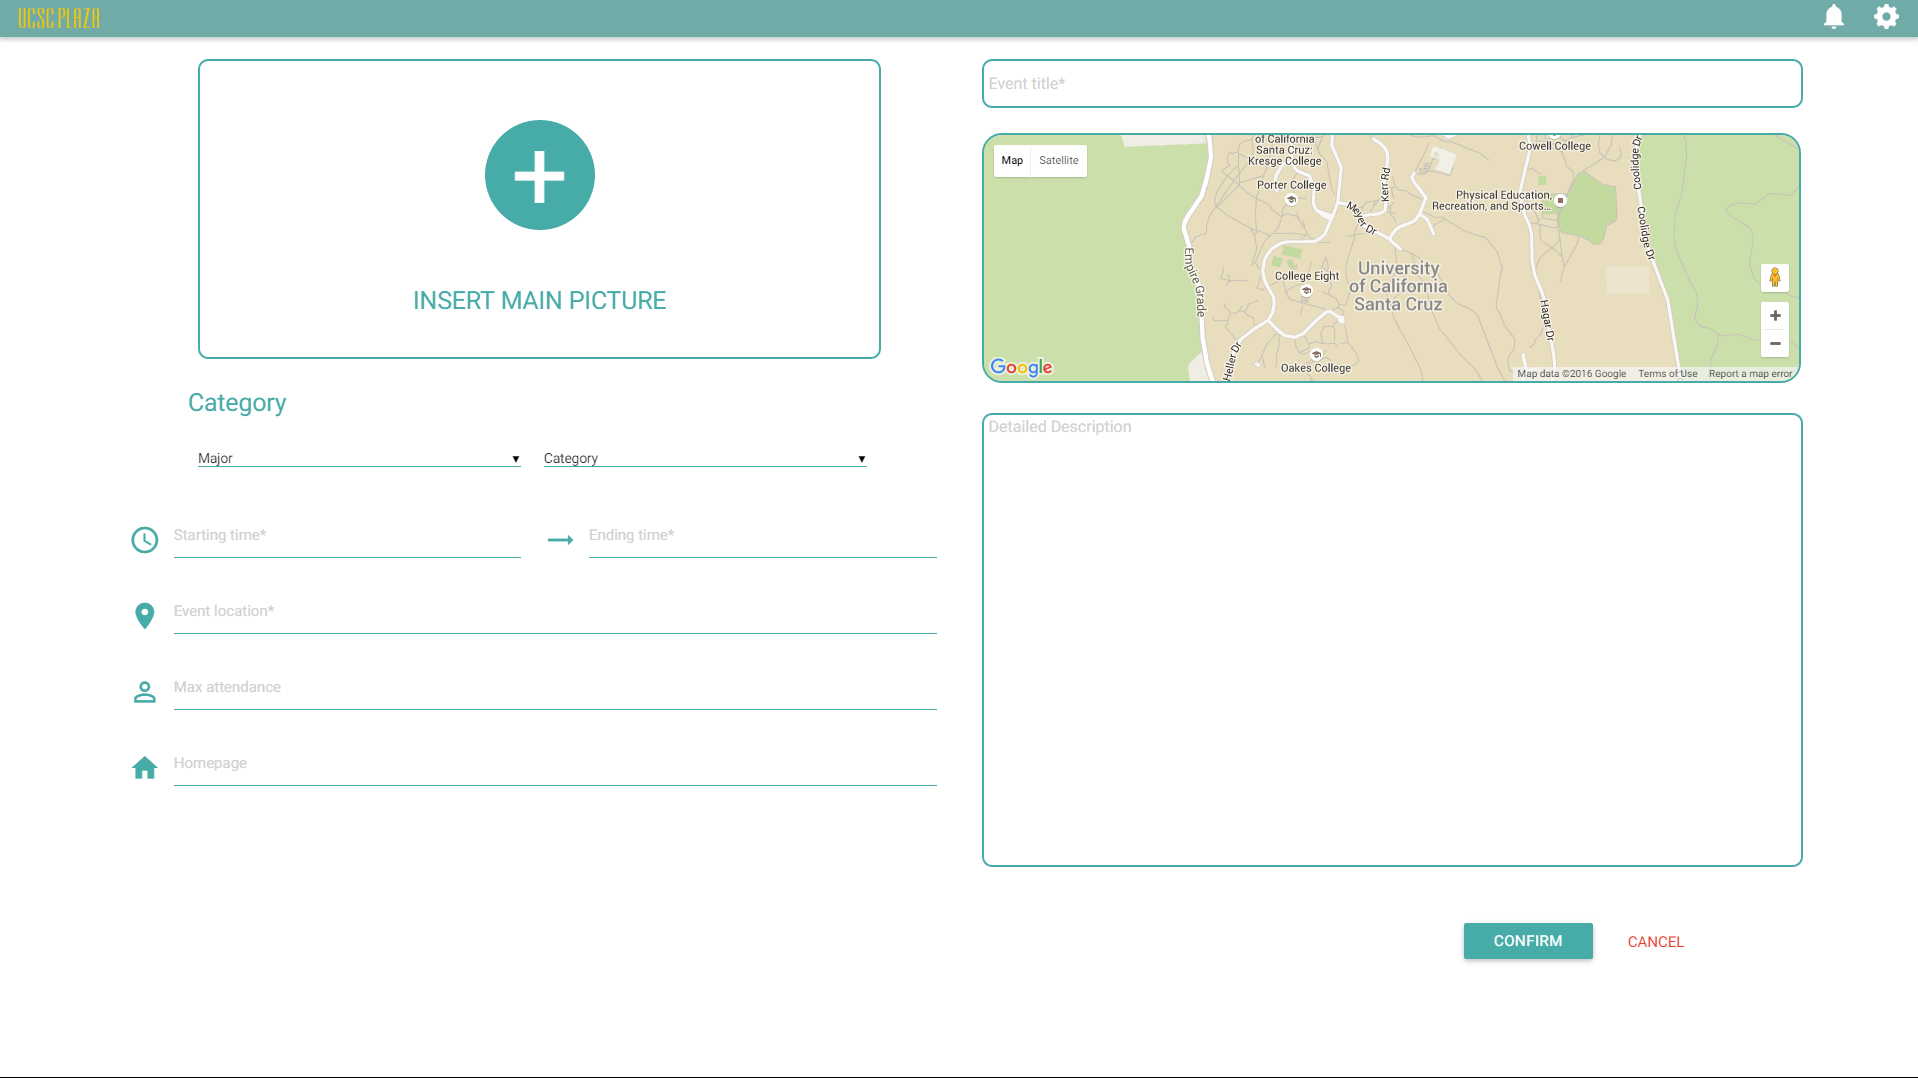 UCSC PLAZA
INSERT MAIN PICTURE
Category
Major ▼ Category ▼
Starting time* Ending time*
Event location*
Max attendance
Homepage
Event title*
Map Satellite
of California
Santa Cruz:
Kresge College
Porter College
Cowell College
Physical Education,
Recreation, and Sports...
Kerr Rd
Meyer Dr
Coolidge Dr
Coolidge Dr
Empire Grade
College Eight
University
of California
Santa Cruz
Hagar Dr
Heller Dr
Oakes College
Google
Map data ©2016 Google Terms of Use Report a map error
Detailed Description
CONFIRM CANCEL